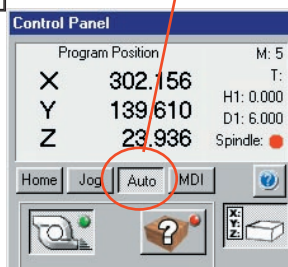 Control Panel
Program Position M: 5
X 302.156 T:
Y 139.610 H1: 0.000
D1: 6.000
Z 23.936 Spindle:
Home Jog Auto MDI ?
? X:
Y:
Z: